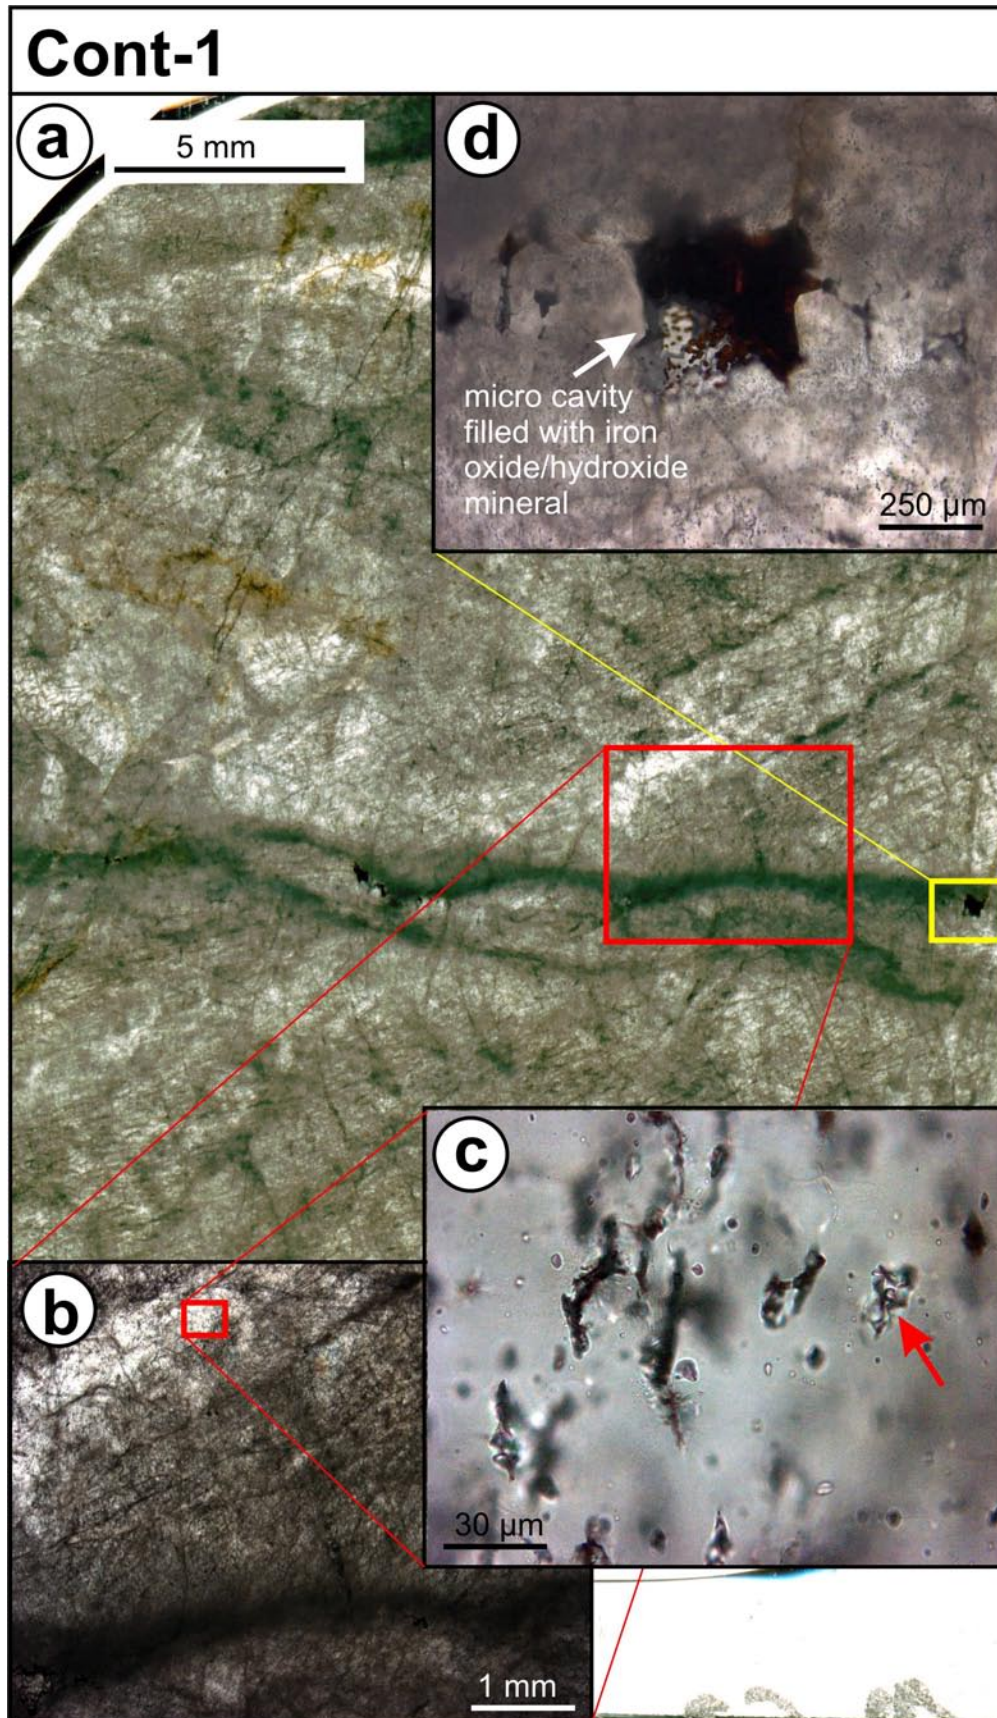 Cont-1
a
5 mm
d
micro cavity
filled with iron
oxide/hydroxide
mineral
250 µm
c
30 µm
b
1 mm